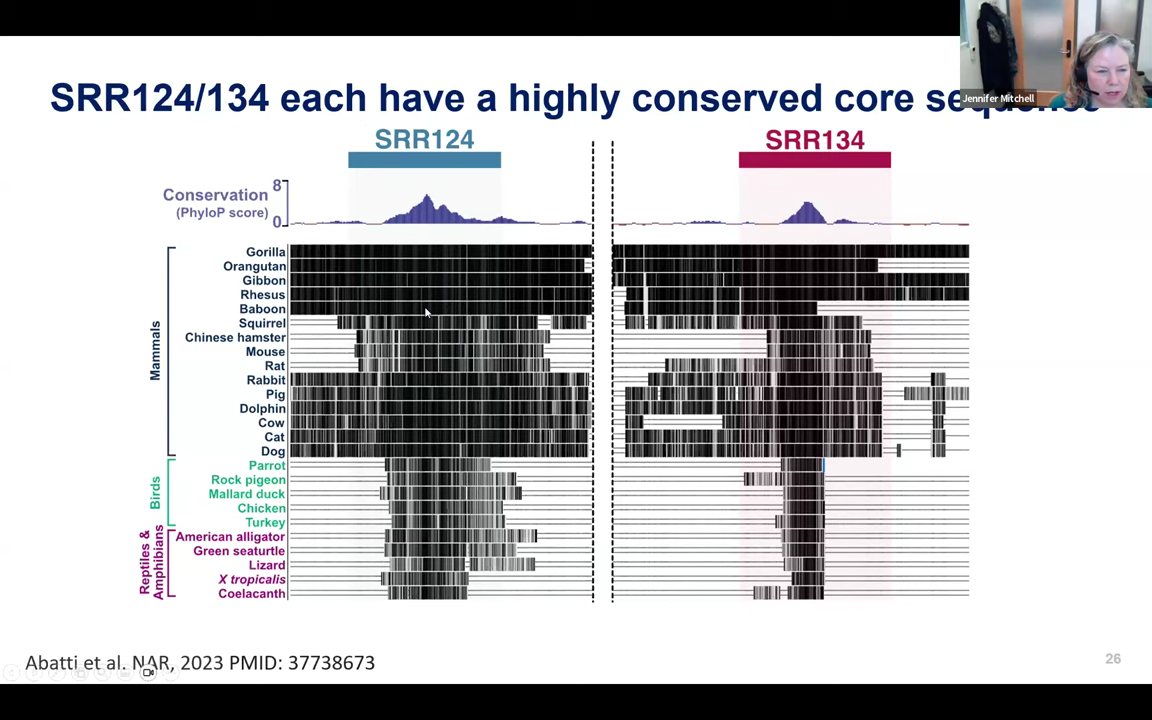 SRR124/134 each have a highly conserved core sequence
Jennifer Mitchell
SRR124
SRR134
Conservation
(PhyloP score)
8
0
Mammals
Gorilla
Orangutan
Gibbon
Rhesus
Baboon
Squirrel
Chinese hamster
Mouse
Rat
Rabbit
Pig
Dolphin
Cow
Cat
Dog
Birds
Parrot
Rock pigeon
Mallard duck
Chicken
Turkey
Reptiles &
Amphibians
American alligator
Green seaturtle
Lizard
X tropicalis
Coelacanth
Abatti et al. NAR, 2023 PMID: 37738673
26